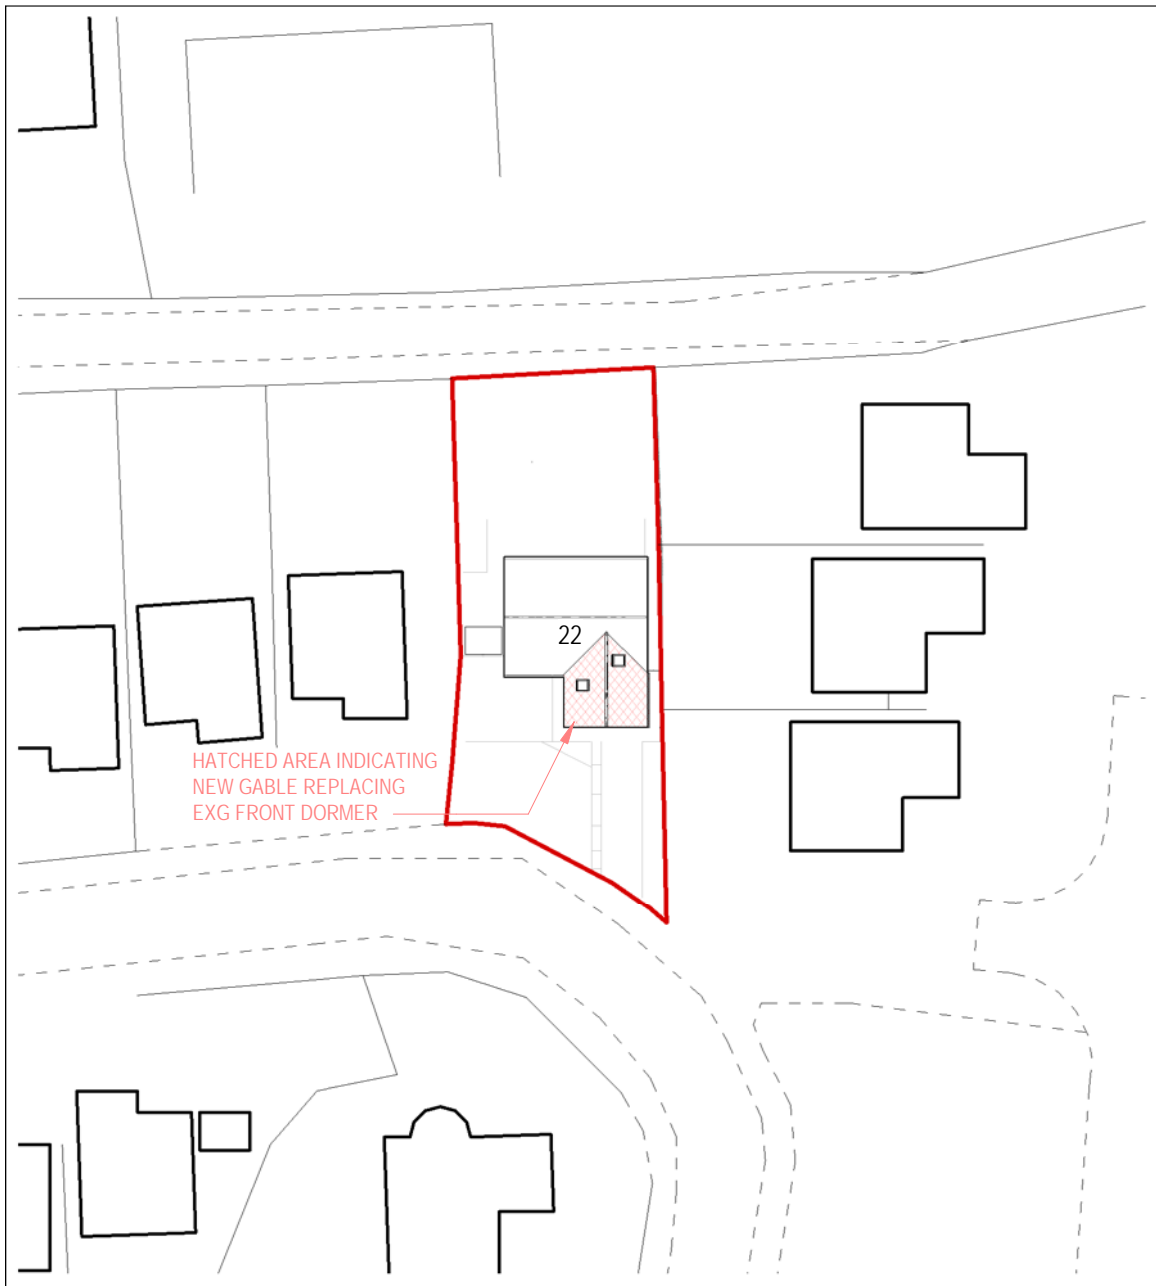 22
HATCHED AREA INDICATING
NEW GABLE REPLACING
EXG FRONT DORMER